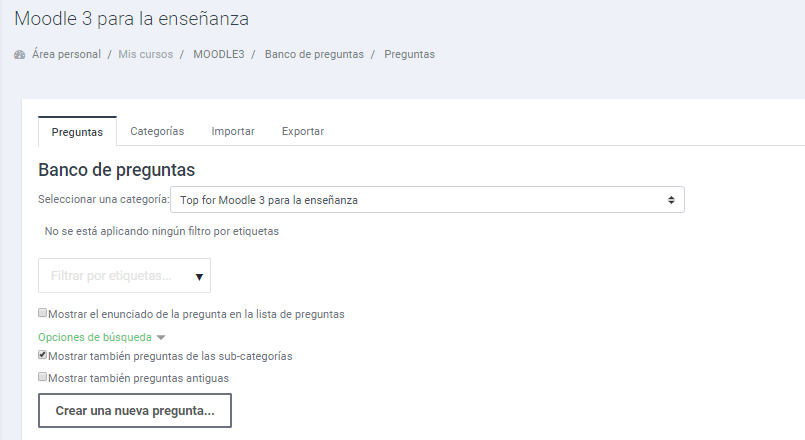 Moodle 3 para la enseñanza
Área personal / Mis cursos / MOODLE3 / Banco de preguntas / Preguntas
Preguntas Categorías Importar Exportar
Banco de preguntas
Seleccionar una categoría: Top for Moodle 3 para la enseñanza
No se está aplicando ningún filtro por etiquetas
Filtrar por etiquetas... ▼
Mostrar el enunciado de la pregunta en la lista de preguntas
Opciones de búsqueda
Mostrar también preguntas de las sub-categorías
Mostrar también preguntas antiguas
Crear una nueva pregunta...